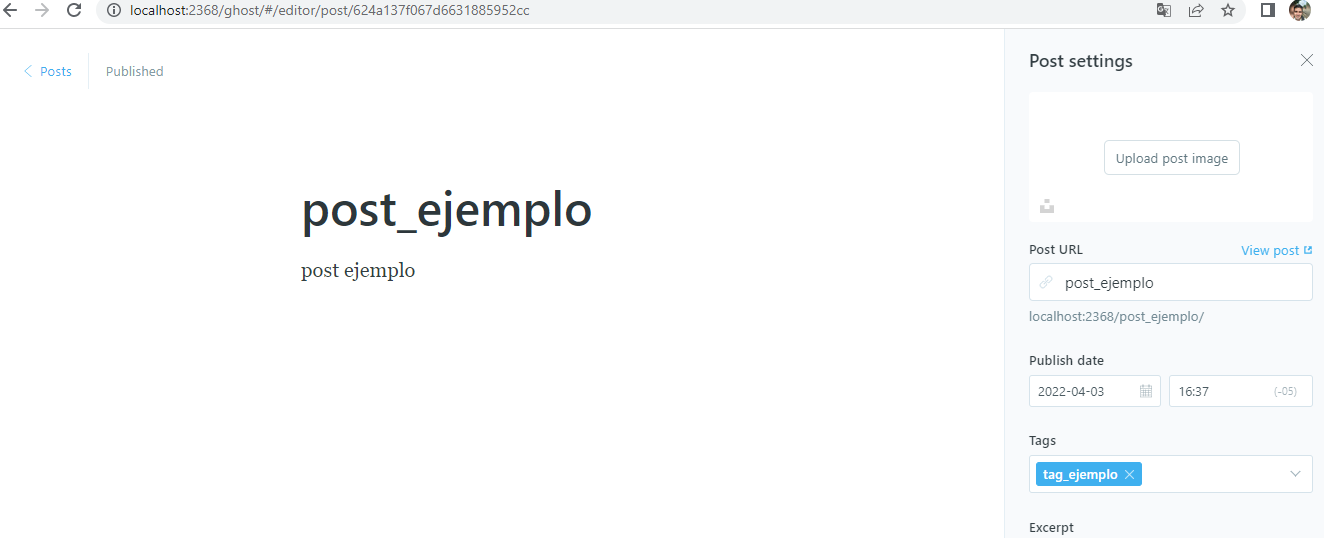 localhost:2368/ghost/#/editor/post/624a137f067d6631885952cc
Posts
Published
post_ejemplo
post ejemplo
Post settings
Upload post image
Post URL
View post
post_ejemplo
localhost:2368/post_ejemplo/
Publish date
2022-04-03
16:37 (-05)
Tags
tag_ejemplo
Excerpt